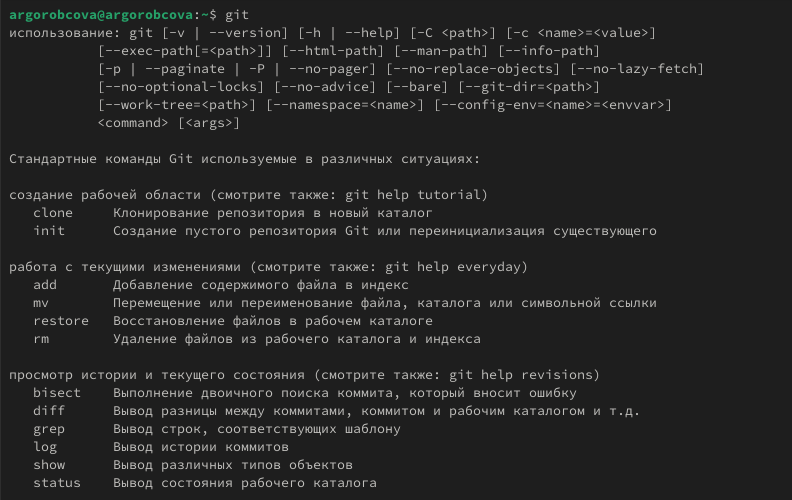 argorobcova@argorobcova:~$ git
использование: git [-v | --version] [-h | --help] [-C <path>] [-c <name>=<value>]
           [--exec-path[=<path>]] [--html-path] [--man-path] [--info-path]
           [-p | --paginate | -P | --no-pager] [--no-replace-objects] [--no-lazy-fetch]
           [--no-optional-locks] [--no-advice] [--bare] [--git-dir=<path>]
           [--work-tree=<path>] [--namespace=<name>] [--config-env=<name>=<envvar>]
           <command> [<args>]

Стандартные команды Git используемые в различных ситуациях:

создание рабочей области (смотрите также: git help tutorial)
   clone     Клонирование репозитория в новый каталог
   init      Создание пустого репозитория Git или переинициализация существующего

работа с текущими изменениями (смотрите также: git help everyday)
   add       Добавление содержимого файла в индекс
   mv        Перемещение или переименование файла, каталога или символьной ссылки
   restore   Восстановление файлов в рабочем каталоге
   rm        Удаление файлов из рабочего каталога и индекса

просмотр истории и текущего состояния (смотрите также: git help revisions)
   bisect    Выполнение двоичного поиска коммита, который вносит ошибку
   diff      Вывод разницы между коммитами, коммитом и рабочим каталогом и т.д.
   grep      Вывод строк, соответствующих шаблону
   log       Вывод истории коммитов
   show      Вывод различных типов объектов
   status    Вывод состояния рабочего каталога